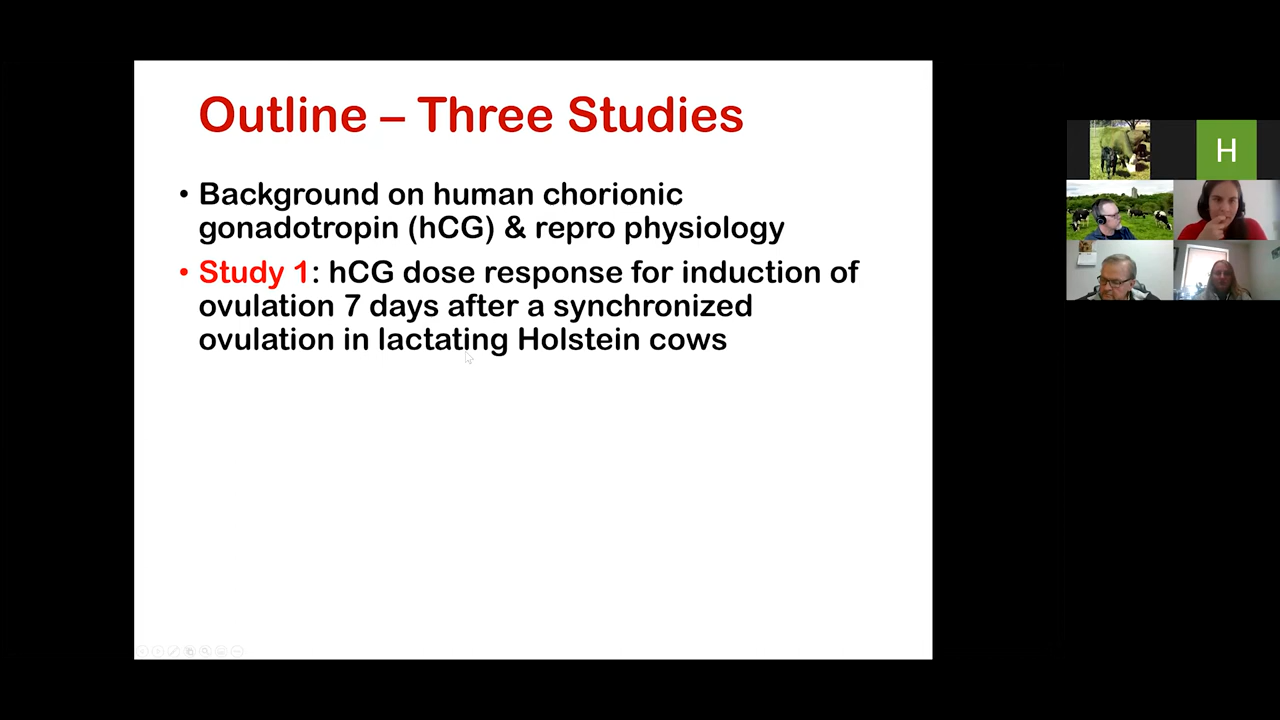 Outline – Three Studies
• Background on human chorionic
gonadotropin (hCG) & repro physiology
• Study 1: hCG dose response for induction of
ovulation 7 days after a synchronized
ovulation in lactating Holstein cows
H